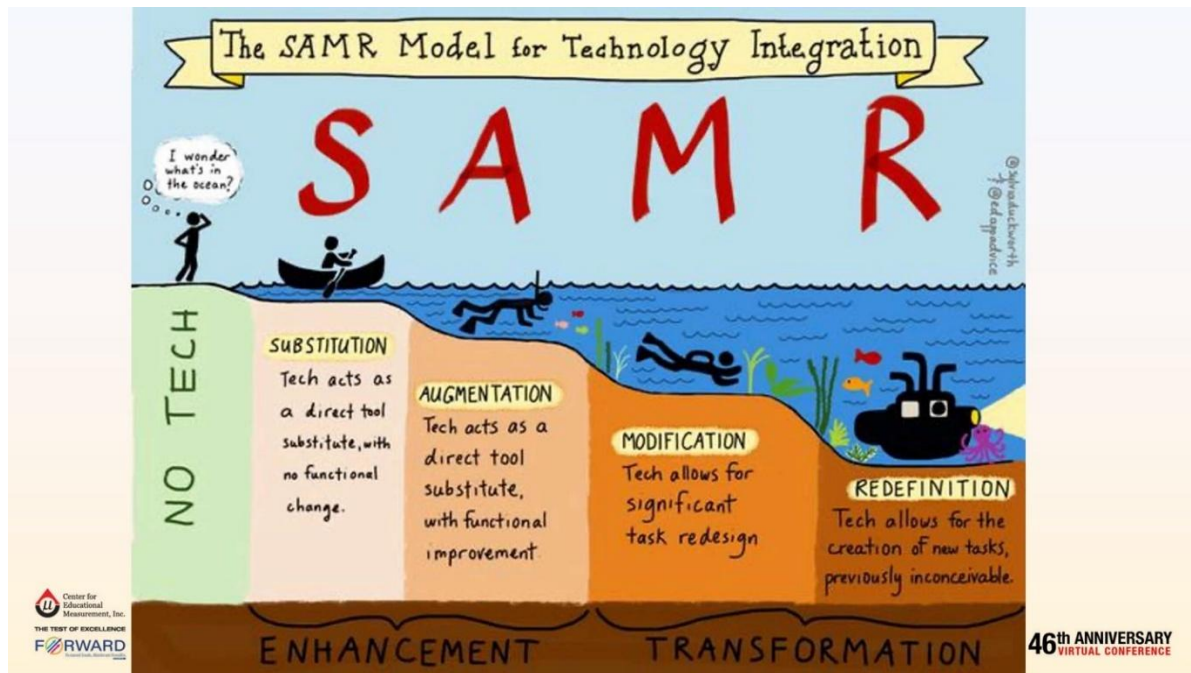 The SAMR Model for Technology Integration
S A M R
I wonder
what's in
the ocean?
@sylviaduckworth
& @edappadvice
NO TECH
SUBSTITUTION
Tech acts as
a direct tool
substitute, with
no functional
change.
AUGMENTATION
Tech acts as a
direct tool
substitute,
with functional
improvement
MODIFICATION
Tech allows for
significant
task redesign
REDEFINITION
Tech allows for the
creation of new tasks,
previously inconceivable.
ENHANCEMENT
TRANSFORMATION
Center for
Educational
Measurement, Inc.
THE TEST OF EXCELLENCE
FORWARD
46th ANNIVERSARY
VIRTUAL CONFERENCE